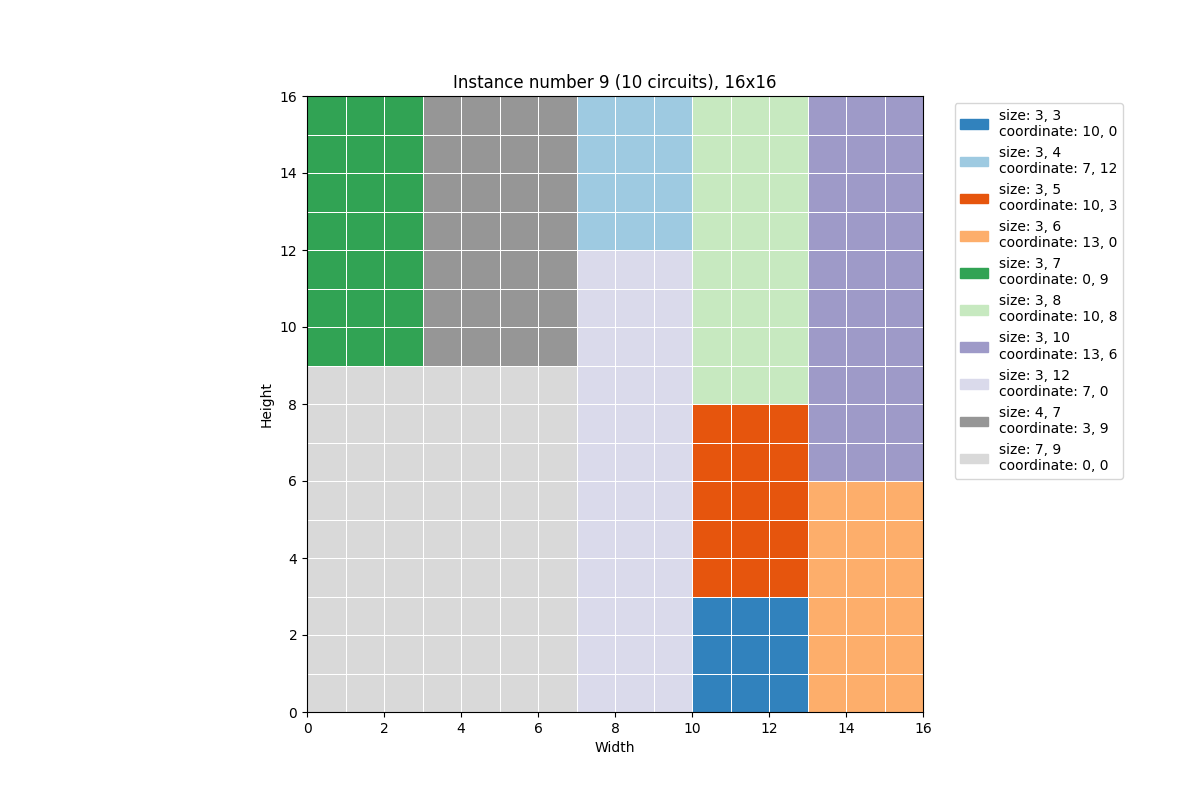 Instance number 9 (10 circuits), 16x16
16
14
12
10
8
6
4
2
0
Height
0 2 4 6 8 10 12 14 16
Width
size: 3, 3
coordinate: 10, 0
size: 3, 4
coordinate: 7, 12
size: 3, 5
coordinate: 10, 3
size: 3, 6
coordinate: 13, 0
size: 3, 7
coordinate: 0, 9
size: 3, 8
coordinate: 10, 8
size: 3, 10
coordinate: 13, 6
size: 3, 12
coordinate: 7, 0
size: 4, 7
coordinate: 3, 9
size: 7, 9
coordinate: 0, 0